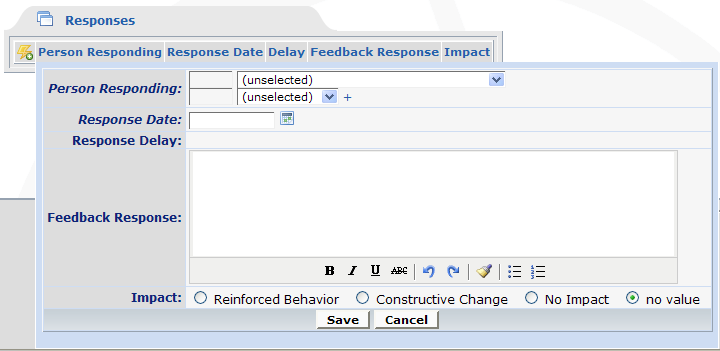 Responses
Person Responding Response Date Delay Feedback Response Impact
Person Responding: (unselected)
(unselected) +
Response Date:
Response Delay:
Feedback Response:
B I U ABC
Impact: Reinforced Behavior Constructive Change No Impact no value
Save Cancel